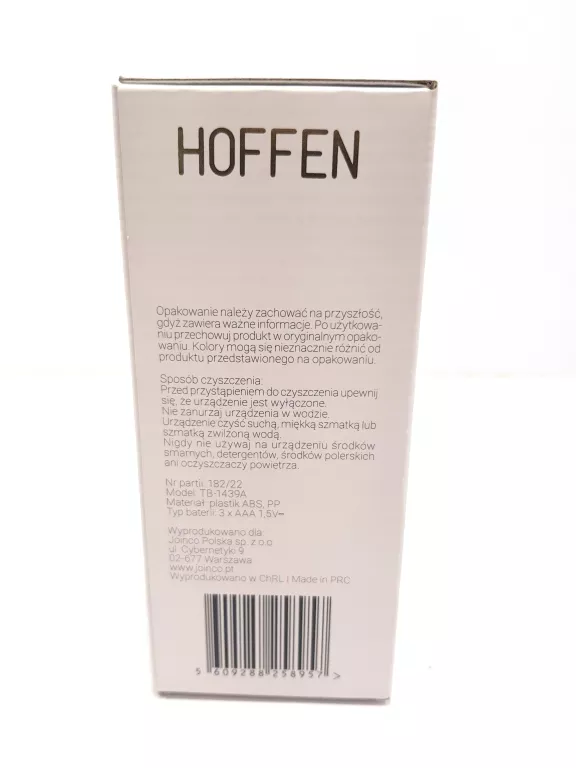 HOFFEN
Opakowanie należy zachować na przyszłość,
gdyż zawiera ważne informacje. Po użytkowa-
niu przechowuj produkt w oryginalnym opako-
waniu. Kolory mogą się nieznacznie różnić od
produktu przedstawionego na opakowaniu.
Sposób czyszczenia:
Przed przystąpieniem do czyszczenia upewnij
się, że urządzenie jest wyłączone.
Nie zanurzaj urządzenia w wodzie.
Urządzenie czyść suchą, miękką szmatką lub
szmatką zwilżoną wodą.
Nigdy nie używaj na urządzeniu środków
smarnych, detergentów, środków polerskich
ani oczyszczaczy powietrza.
Nr partii: 182/22
Model: TB-1439A
Materiał: plastik ABS, PP
Typ baterii: 3 x AAA 1,5V⎓
Wyprodukowano dla:
Joinco Polska sp. z o.o
ul. Cybernetyki 9
02-677 Warszawa
www.joinco.pl
Wyprodukowano w ChRL | Made in PRC
5 609288 258957 >